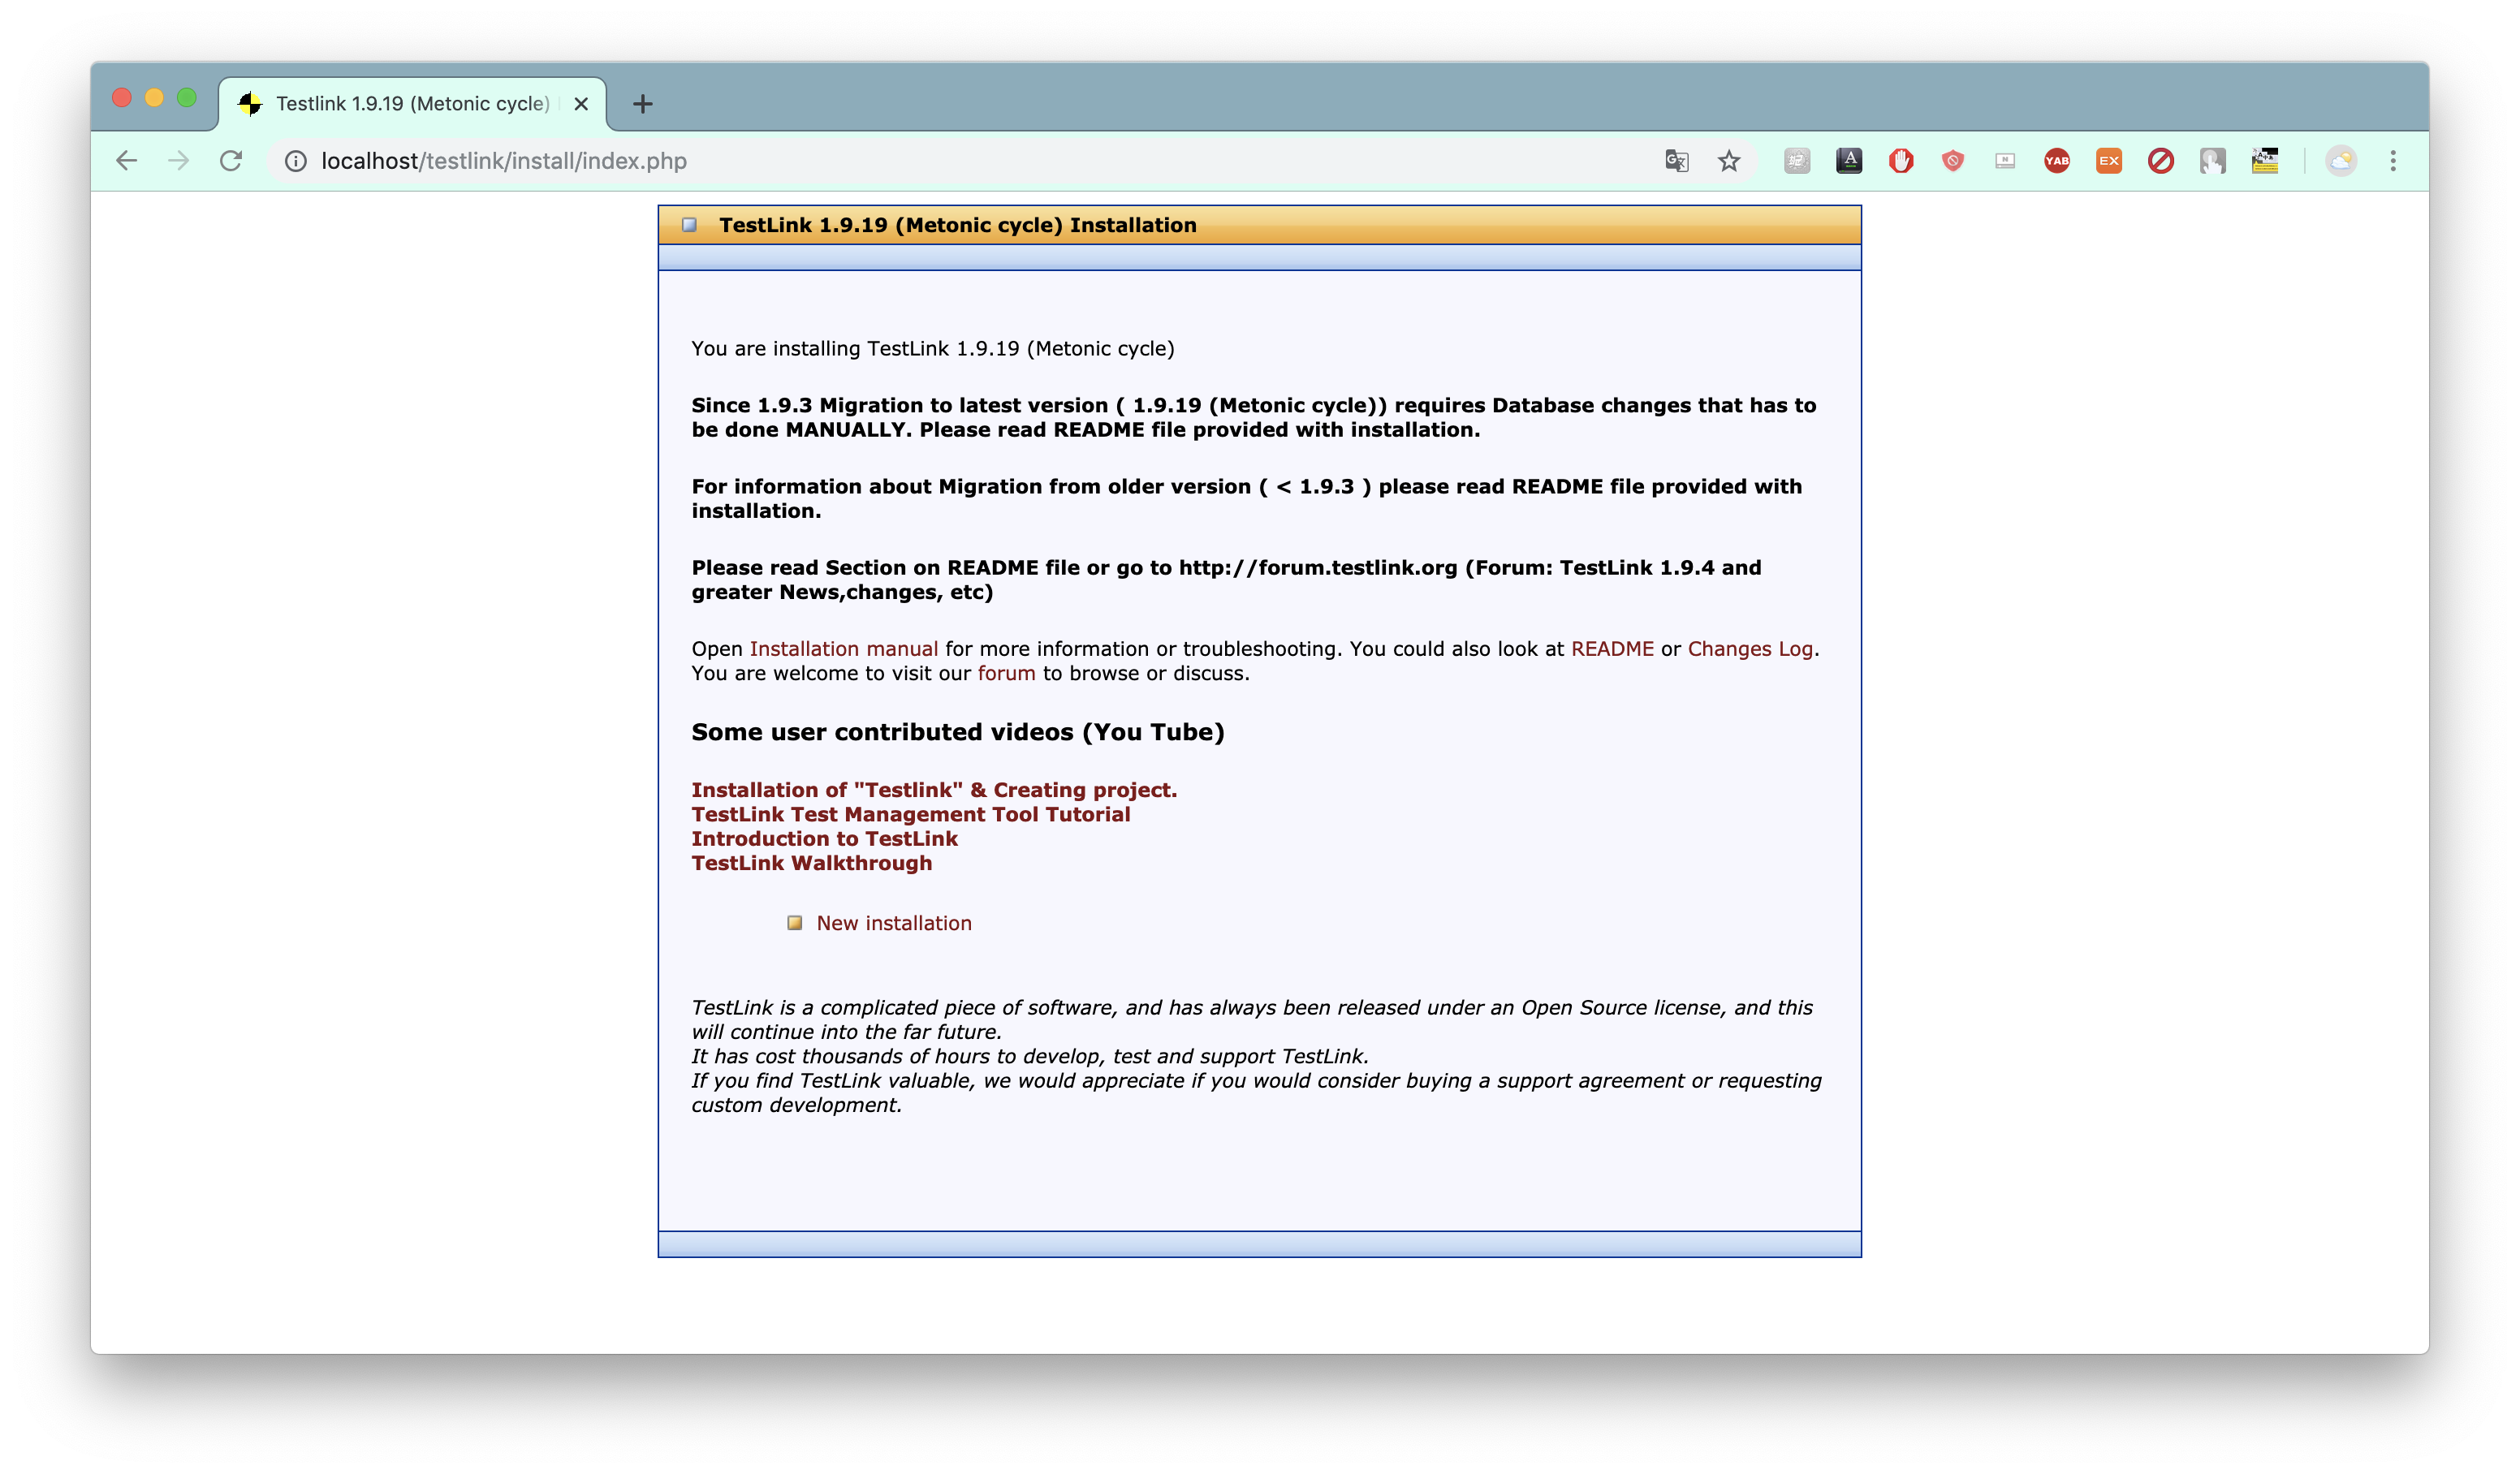 Testlink 1.9.19 (Metonic cycle)
localhost/testlink/install/index.php
YAB
EX
TestLink 1.9.19 (Metonic cycle) Installation
You are installing TestLink 1.9.19 (Metonic cycle)
Since 1.9.3 Migration to latest version ( 1.9.19 (Metonic cycle)) requires Database changes that has to
be done MANUALLY. Please read README file provided with installation.
For information about Migration from older version ( < 1.9.3 ) please read README file provided with
installation.
Please read Section on README file or go to http://forum.testlink.org (Forum: TestLink 1.9.4 and
greater News,changes, etc)
Open Installation manual for more information or troubleshooting. You could also look at README or Changes Log.
You are welcome to visit our forum to browse or discuss.
Some user contributed videos (You Tube)
Installation of "Testlink" & Creating project.
TestLink Test Management Tool Tutorial
Introduction to TestLink
TestLink Walkthrough
New installation
TestLink is a complicated piece of software, and has always been released under an Open Source license, and this
will continue into the far future.
It has cost thousands of hours to develop, test and support TestLink.
If you find TestLink valuable, we would appreciate if you would consider buying a support agreement or requesting
custom development.